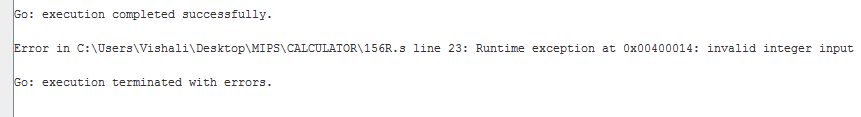 Go: execution completed successfully.
Error in C:\Users\Vishali\Desktop\MIPS\CALCULATOR\156R.s line 23: Runtime exception at 0x00400014: invalid integer input
Go: execution terminated with errors.